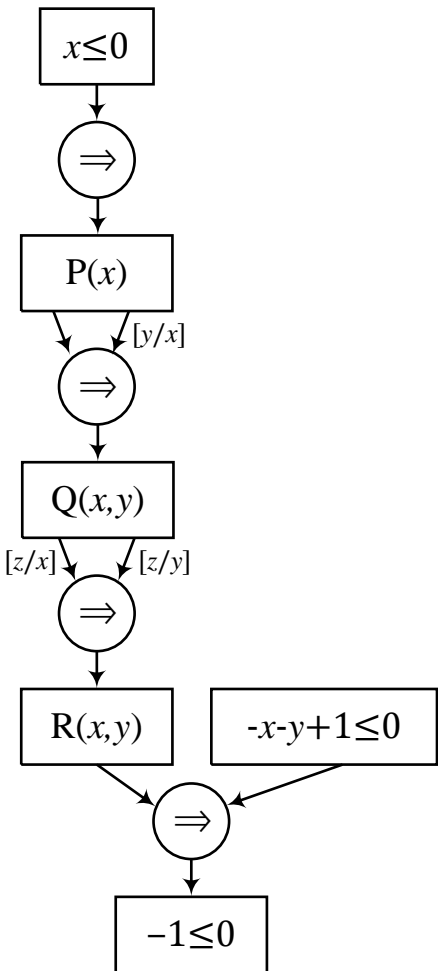 x≤0
⇒
P(x)
[y/x]
⇒
Q(x,y)
[z/x] [z/y]
⇒
R(x,y) -x-y+1≤0
⇒
−1≤0